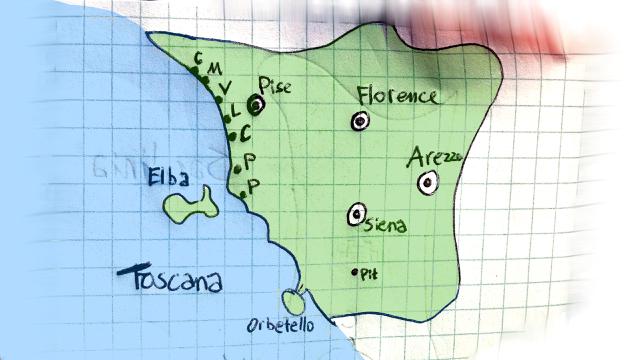 C
M
V
Pise
L
Florence
C
Arezzo
P
Elba
P
Siena
Toscana
Pit
Orbetello